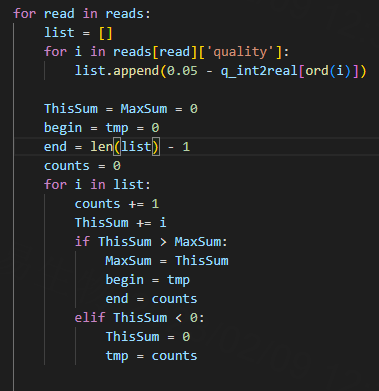 for read in reads:
    list = []
    for i in reads[read]['quality']:
        list.append(0.05 - q_int2real[ord(i)])

    ThisSum = MaxSum = 0
    begin = tmp = 0
    end = len(list) - 1
    counts = 0
    for i in list:
        counts += 1
        ThisSum += i
        if ThisSum > MaxSum:
            MaxSum = ThisSum
            begin = tmp
            end = counts
        elif ThisSum < 0:
            ThisSum = 0
            tmp = counts